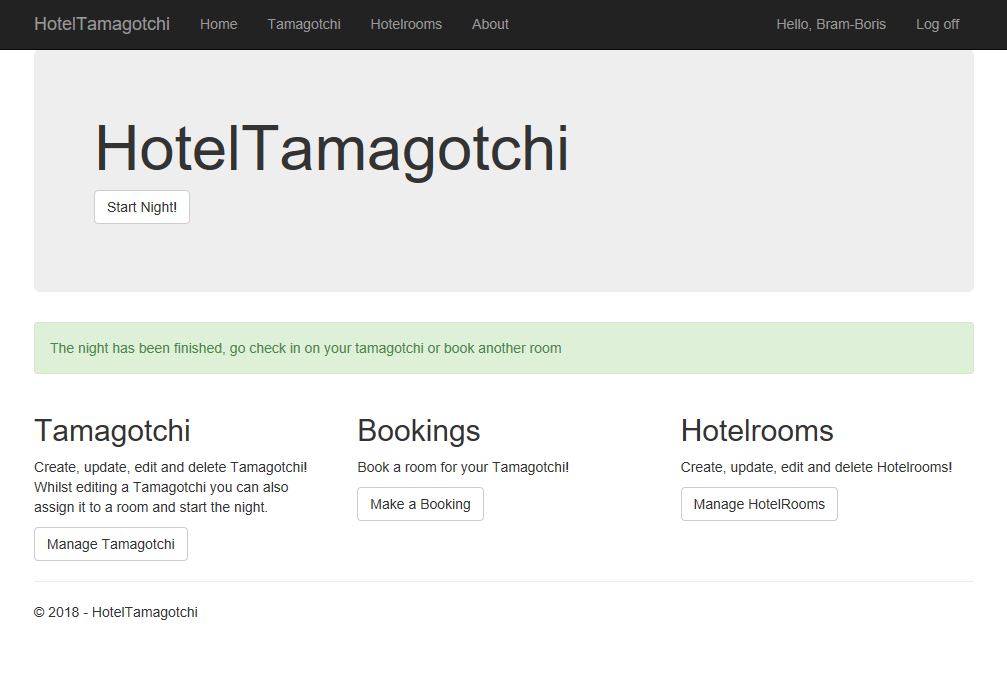 HotelTamagotchi Home Tamagotchi Hotelrooms About Hello, Bram-Boris Log off
HotelTamagotchi
Start Night!
The night has been finished, go check in on your tamagotchi or book another room
Tamagotchi
Create, update, edit and delete Tamagotchi!
Whilst editing a Tamagotchi you can also
assign it to a room and start the night.
Manage Tamagotchi
Bookings
Book a room for your Tamagotchi!
Make a Booking
Hotelrooms
Create, update, edit and delete Hotelrooms!
Manage HotelRooms
© 2018 - HotelTamagotchi